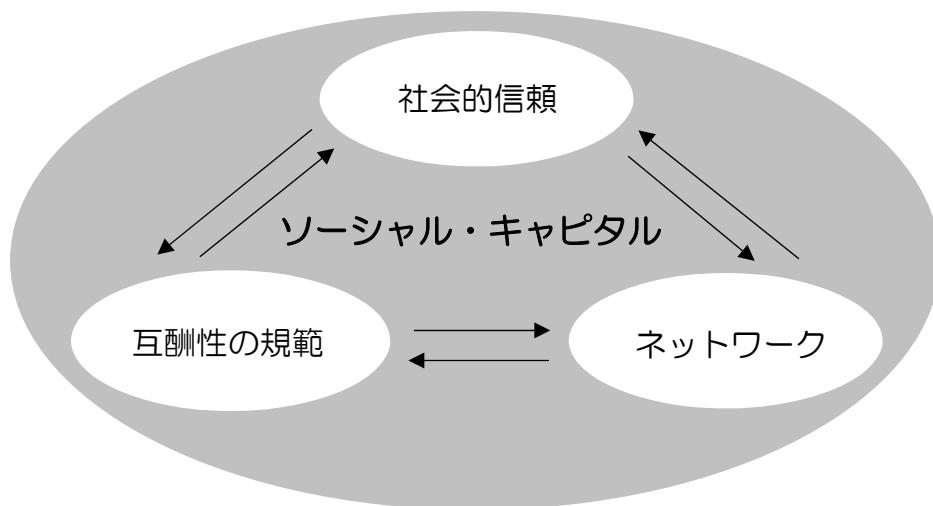 社会的信頼
ソーシャル・キャピタル
互酬性の規範
ネットワーク